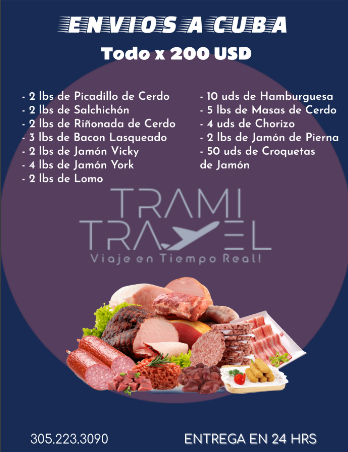 ENVIOS A CUBA
Todo x 200 USD
- 2 lbs de Picadillo de Cerdo
- 2 lbs de Salchichón
- 2 lbs de Riñonada de Cerdo
- 3 lbs de Bacon Lasqueado
- 2 lbs de Jamón Vicky
- 4 lbs de Jamón York
- 2 lbs de Lomo
- 10 uds de Hamburguesa
- 5 lbs de Masas de Cerdo
- 4 uds de Chorizo
- 2 lbs de Jamón de Pierna
- 50 uds de Croquetas
de Jamón
TRAMI
TRAVEL
Viaje en Tiempo Real!
305.223.3090
ENTREGA EN 24 HRS